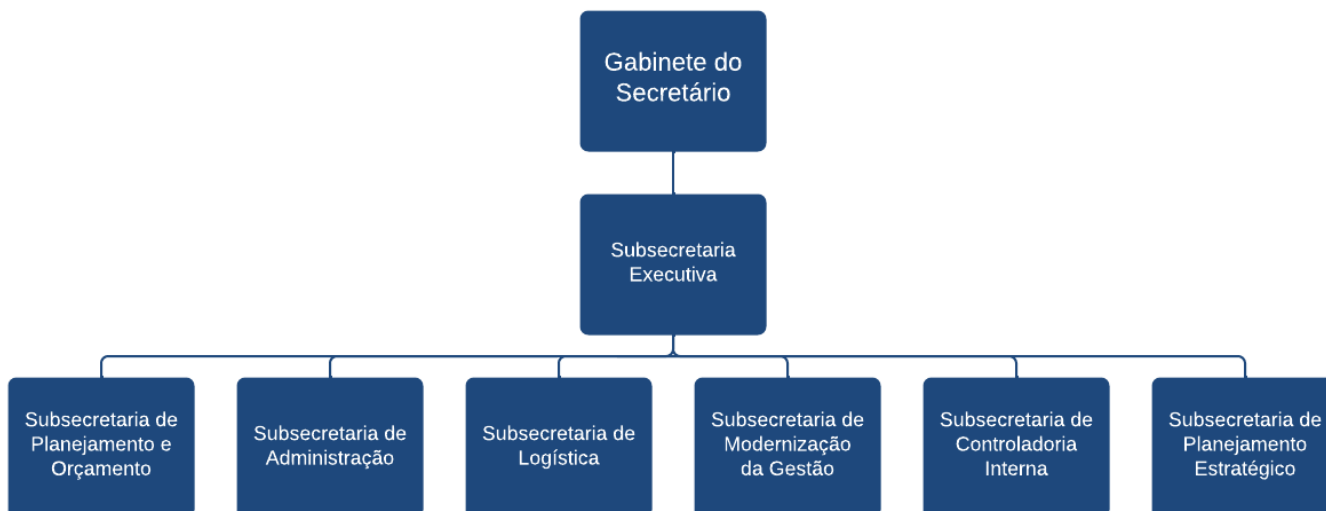 Gabinete do
Secretário
Subsecretaria
Executiva
Subsecretaria de
Planejamento e
Orçamento
Subsecretaria de
Administração
Subsecretaria de
Logística
Subsecretaria de
Modernização
da Gestão
Subsecretaria de
Controladoria
Interna
Subsecretaria de
Planejamento
Estratégico